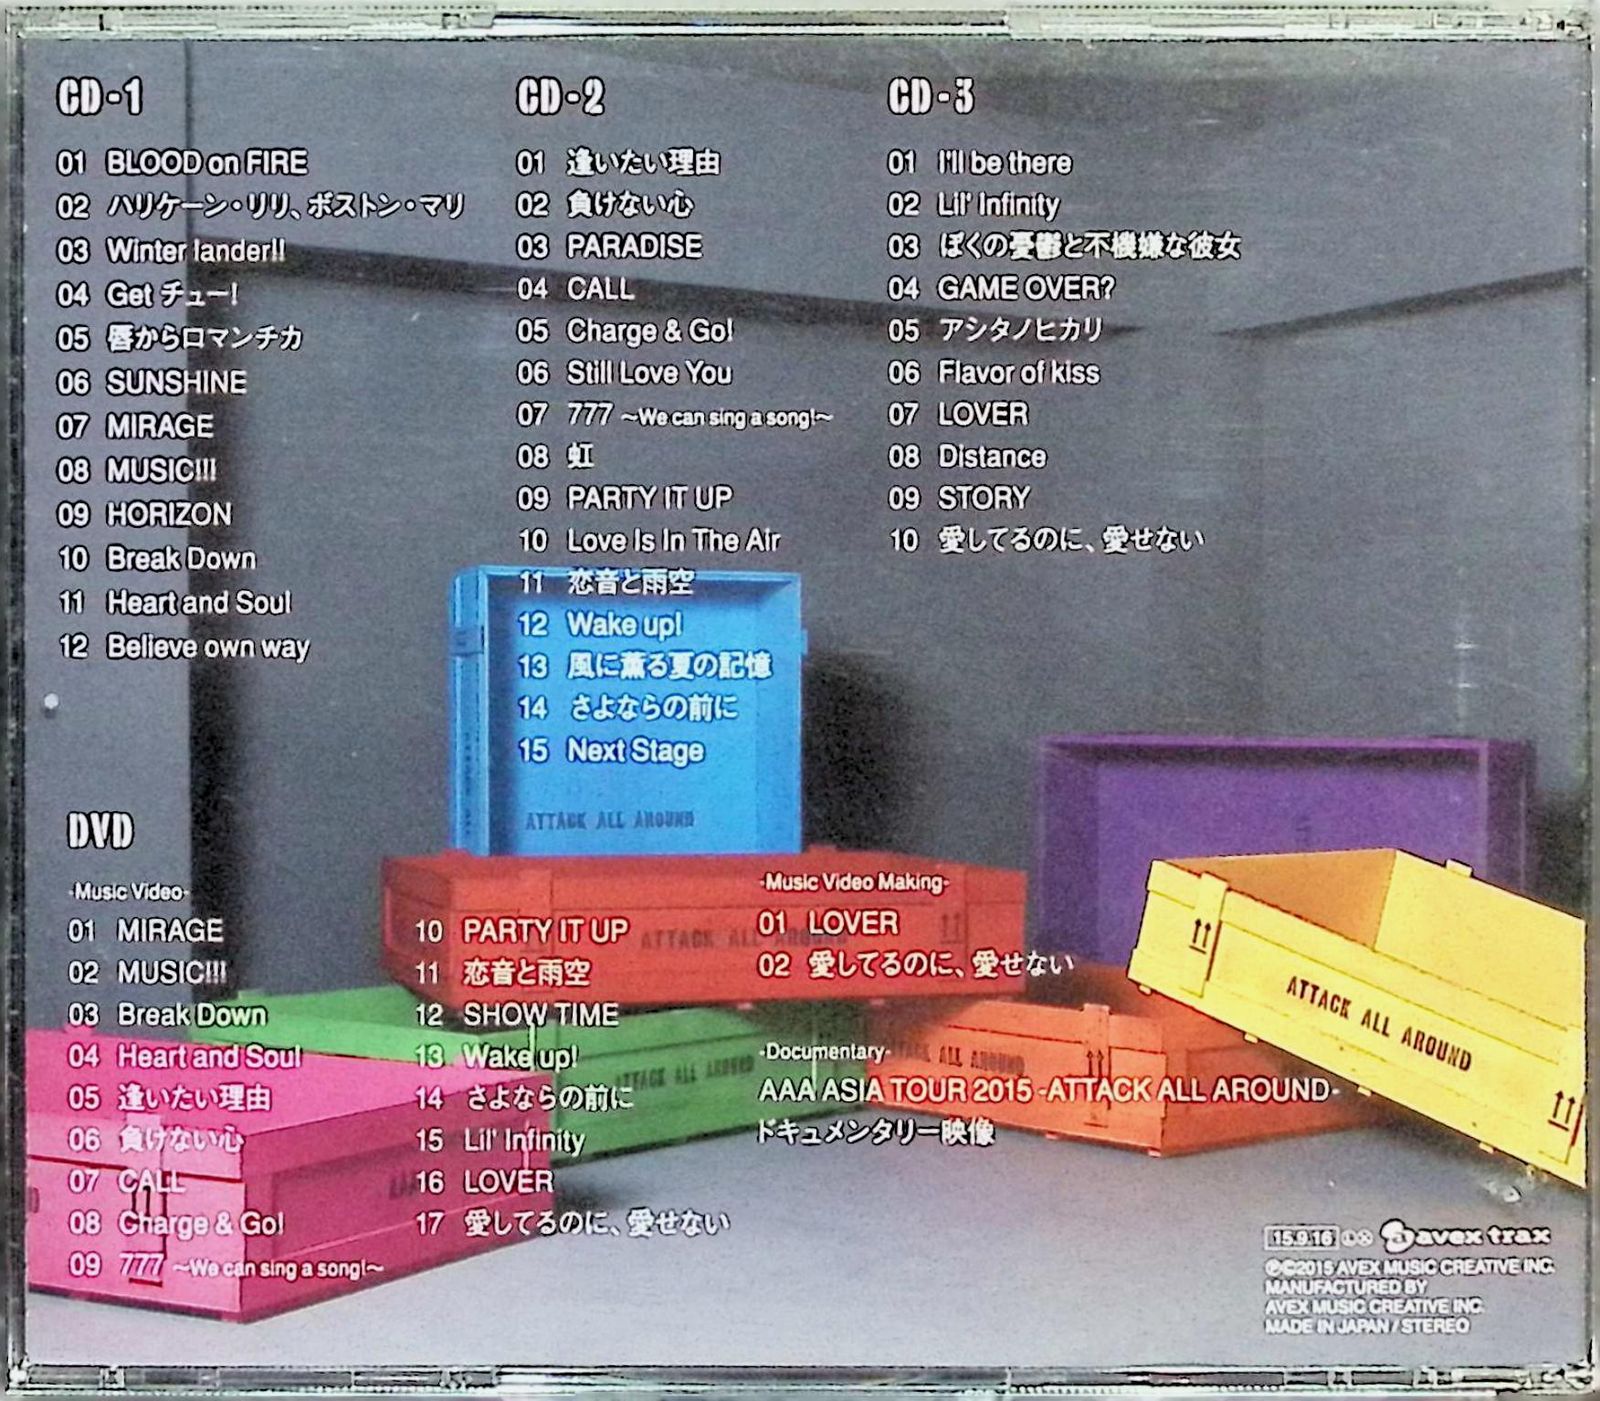 CD-1
01 BLOOD on FIRE
02 ハリケーン・リリ、ボストン・マリ
03 Winter lander!!
04 Get チュー!
05 唇からロマンチカ
06 SUNSHINE
07 MIRAGE
08 MUSIC!!!
09 HORIZON
10 Break Down
11 Heart and Soul
12 Believe own way
CD-2
01 逢いたい理由
02 負けない心
03 PARADISE
04 CALL
05 Charge & Go!
06 Still Love You
07 777 ～We can sing a song!～
08 虹
09 PARTY IT UP
10 Love Is In The Air
11 恋音と雨空
12 Wake up!
13 風に薫る夏の記憶
14 さよならの前に
15 Next Stage
CD-3
01 I'll be there
02 Lil' Infinity
03 ぼくの憂鬱と不機嫌な彼女
04 GAME OVER?
05 アシタノヒカリ
06 Flavor of kiss
07 LOVER
08 Distance
09 STORY
10 愛してるのに、愛せない
ATTACK ALL AROUND
ATTACK ALL AROUND
ATTACK ALL AROUND
ATTACK ALL AROUND
ATTACK ALL AROUND
DVD
-Music Video-
01 MIRAGE
02 MUSIC!!!
03 Break Down
04 Heart and Soul
05 逢いたい理由
06 負けない心
07 CALL
08 Charge & Go!
09 777 ～We can sing a song!～
10 PARTY IT UP
11 恋音と雨空
12 SHOW TIME
13 Wake up!
14 さよならの前に
15 Lil' Infinity
16 LOVER
17 愛してるのに、愛せない
-Music Video Making-
01 LOVER
02 愛してるのに、愛せない
-Documentary-
AAA ASIA TOUR 2015 -ATTACK ALL AROUND-
ドキュメンタリー映像
15.9.16 avex trax
℗©2015 AVEX MUSIC CREATIVE INC.
MANUFACTURED BY
AVEX MUSIC CREATIVE INC.
MADE IN JAPAN / STEREO